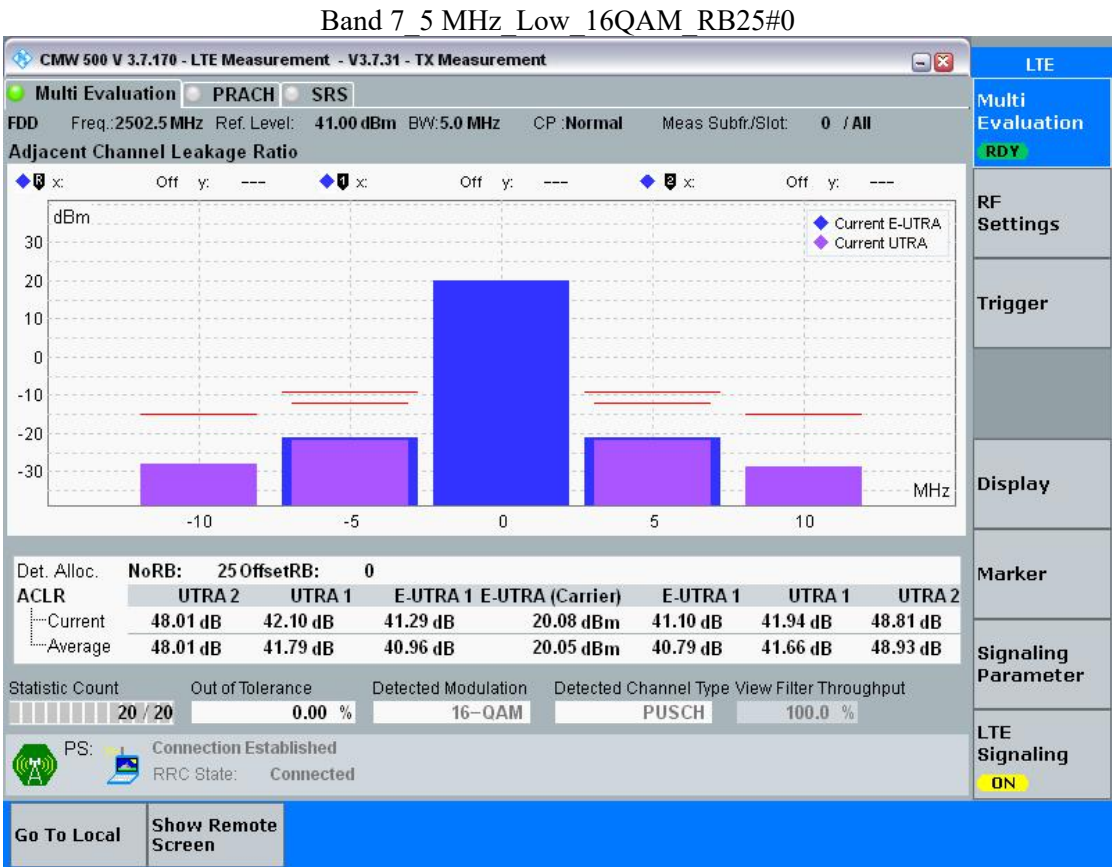 Band 7_5 MHz_Low_16QAM_RB25#0
CMW 500 V 3.7.170 - LTE Measurement - V3.7.31 - TX Measurement
LTE
Multi Evaluation PRACH SRS
Multi
Evaluation
RDY
FDD Freq.:2502.5 MHz Ref. Level: 41.00 dBm BW:5.0 MHz CP :Normal Meas Subfr./Slot: 0 / All
Adjacent Channel Leakage Ratio
R x: Off y: --- 1 x: Off y: --- 2 x: Off y: ---
RF
Settings
dBm
Current E-UTRA
Current UTRA
30
20
10
0
-10
-20
-30
MHz
-10 -5 0 5 10
Trigger
Display
Det. Alloc. NoRB: 25 OffsetRB: 0
ACLR UTRA 2 UTRA 1 E-UTRA 1 E-UTRA (Carrier) E-UTRA 1 UTRA 1 UTRA 2
Current 48.01 dB 42.10 dB 41.29 dB 20.08 dBm 41.10 dB 41.94 dB 48.81 dB
Average 48.01 dB 41.79 dB 40.96 dB 20.05 dBm 40.79 dB 41.66 dB 48.93 dB
Marker
Statistic Count Out of Tolerance Detected Modulation Detected Channel Type View Filter Throughput
20 / 20 0.00 % 16-QAM PUSCH 100.0 %
Signaling
Parameter
PS: Connection Established
RRC State: Connected
LTE
Signaling
ON
Go To Local
Show Remote
Screen